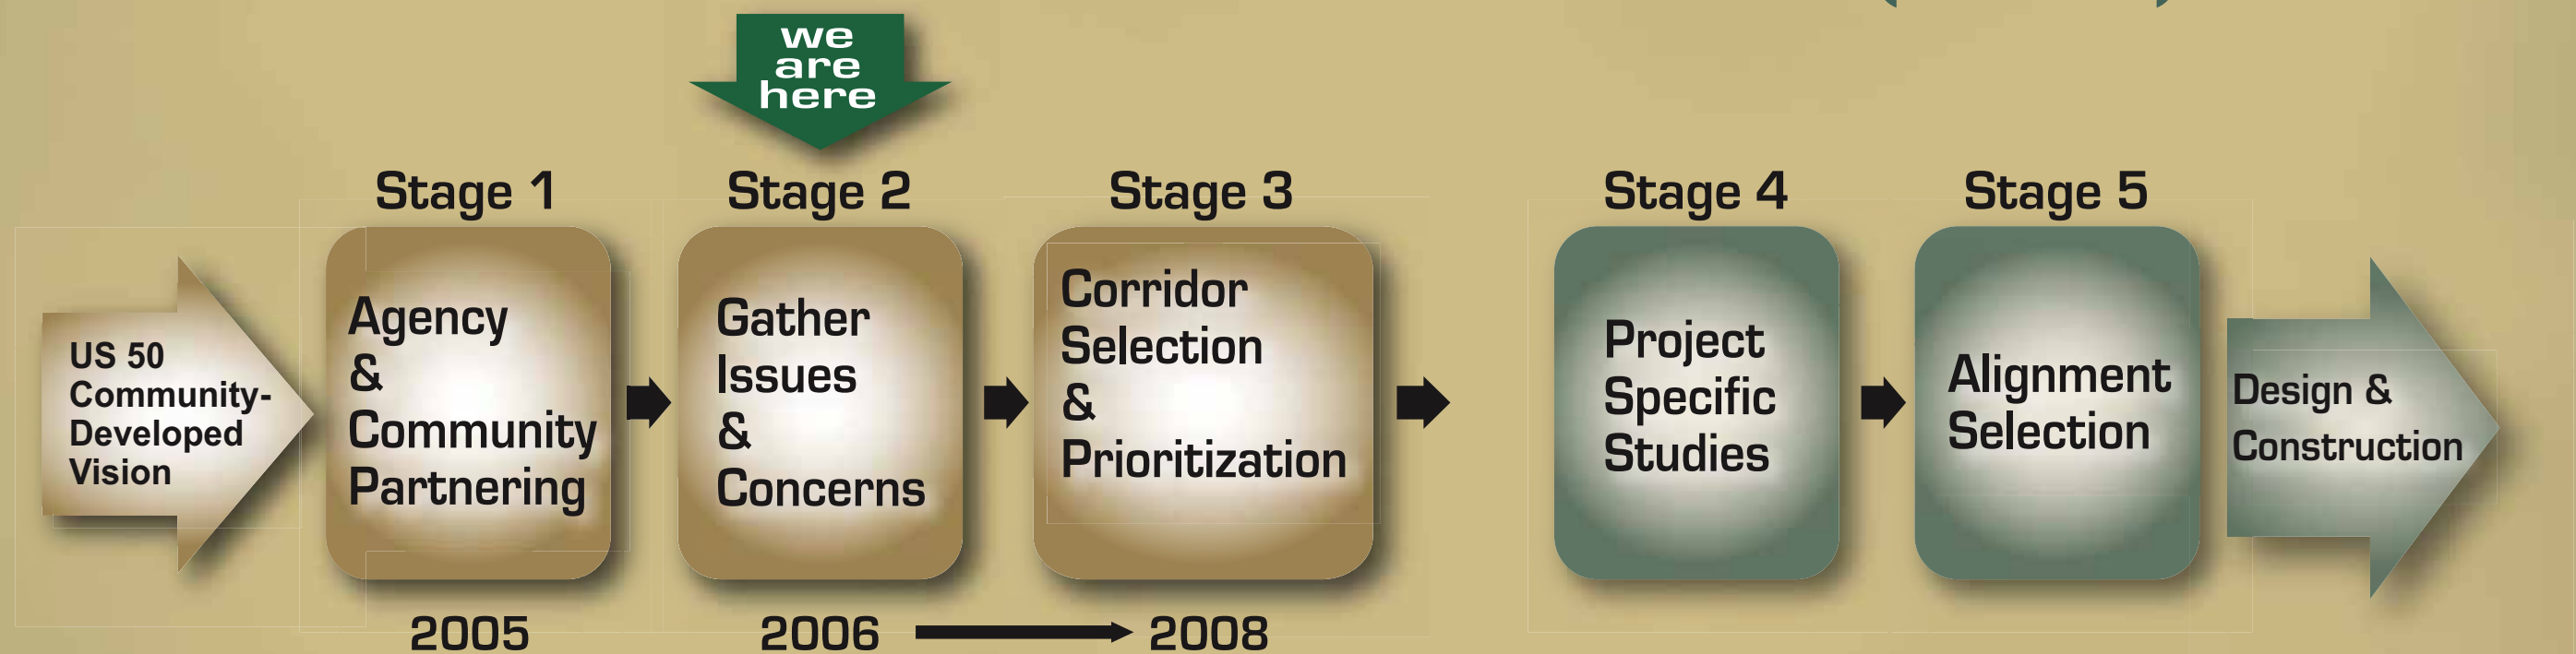 we
are
here
US 50
Community-
Developed
Vision
Stage 1
Agency
&
Community
Partnering
2005
Stage 2
Gather
Issues
&
Concerns
2006
Stage 3
Corridor
Selection
&
Prioritization
2008
Stage 4
Project
Specific
Studies
Stage 5
Alignment
Selection
Design &
Construction